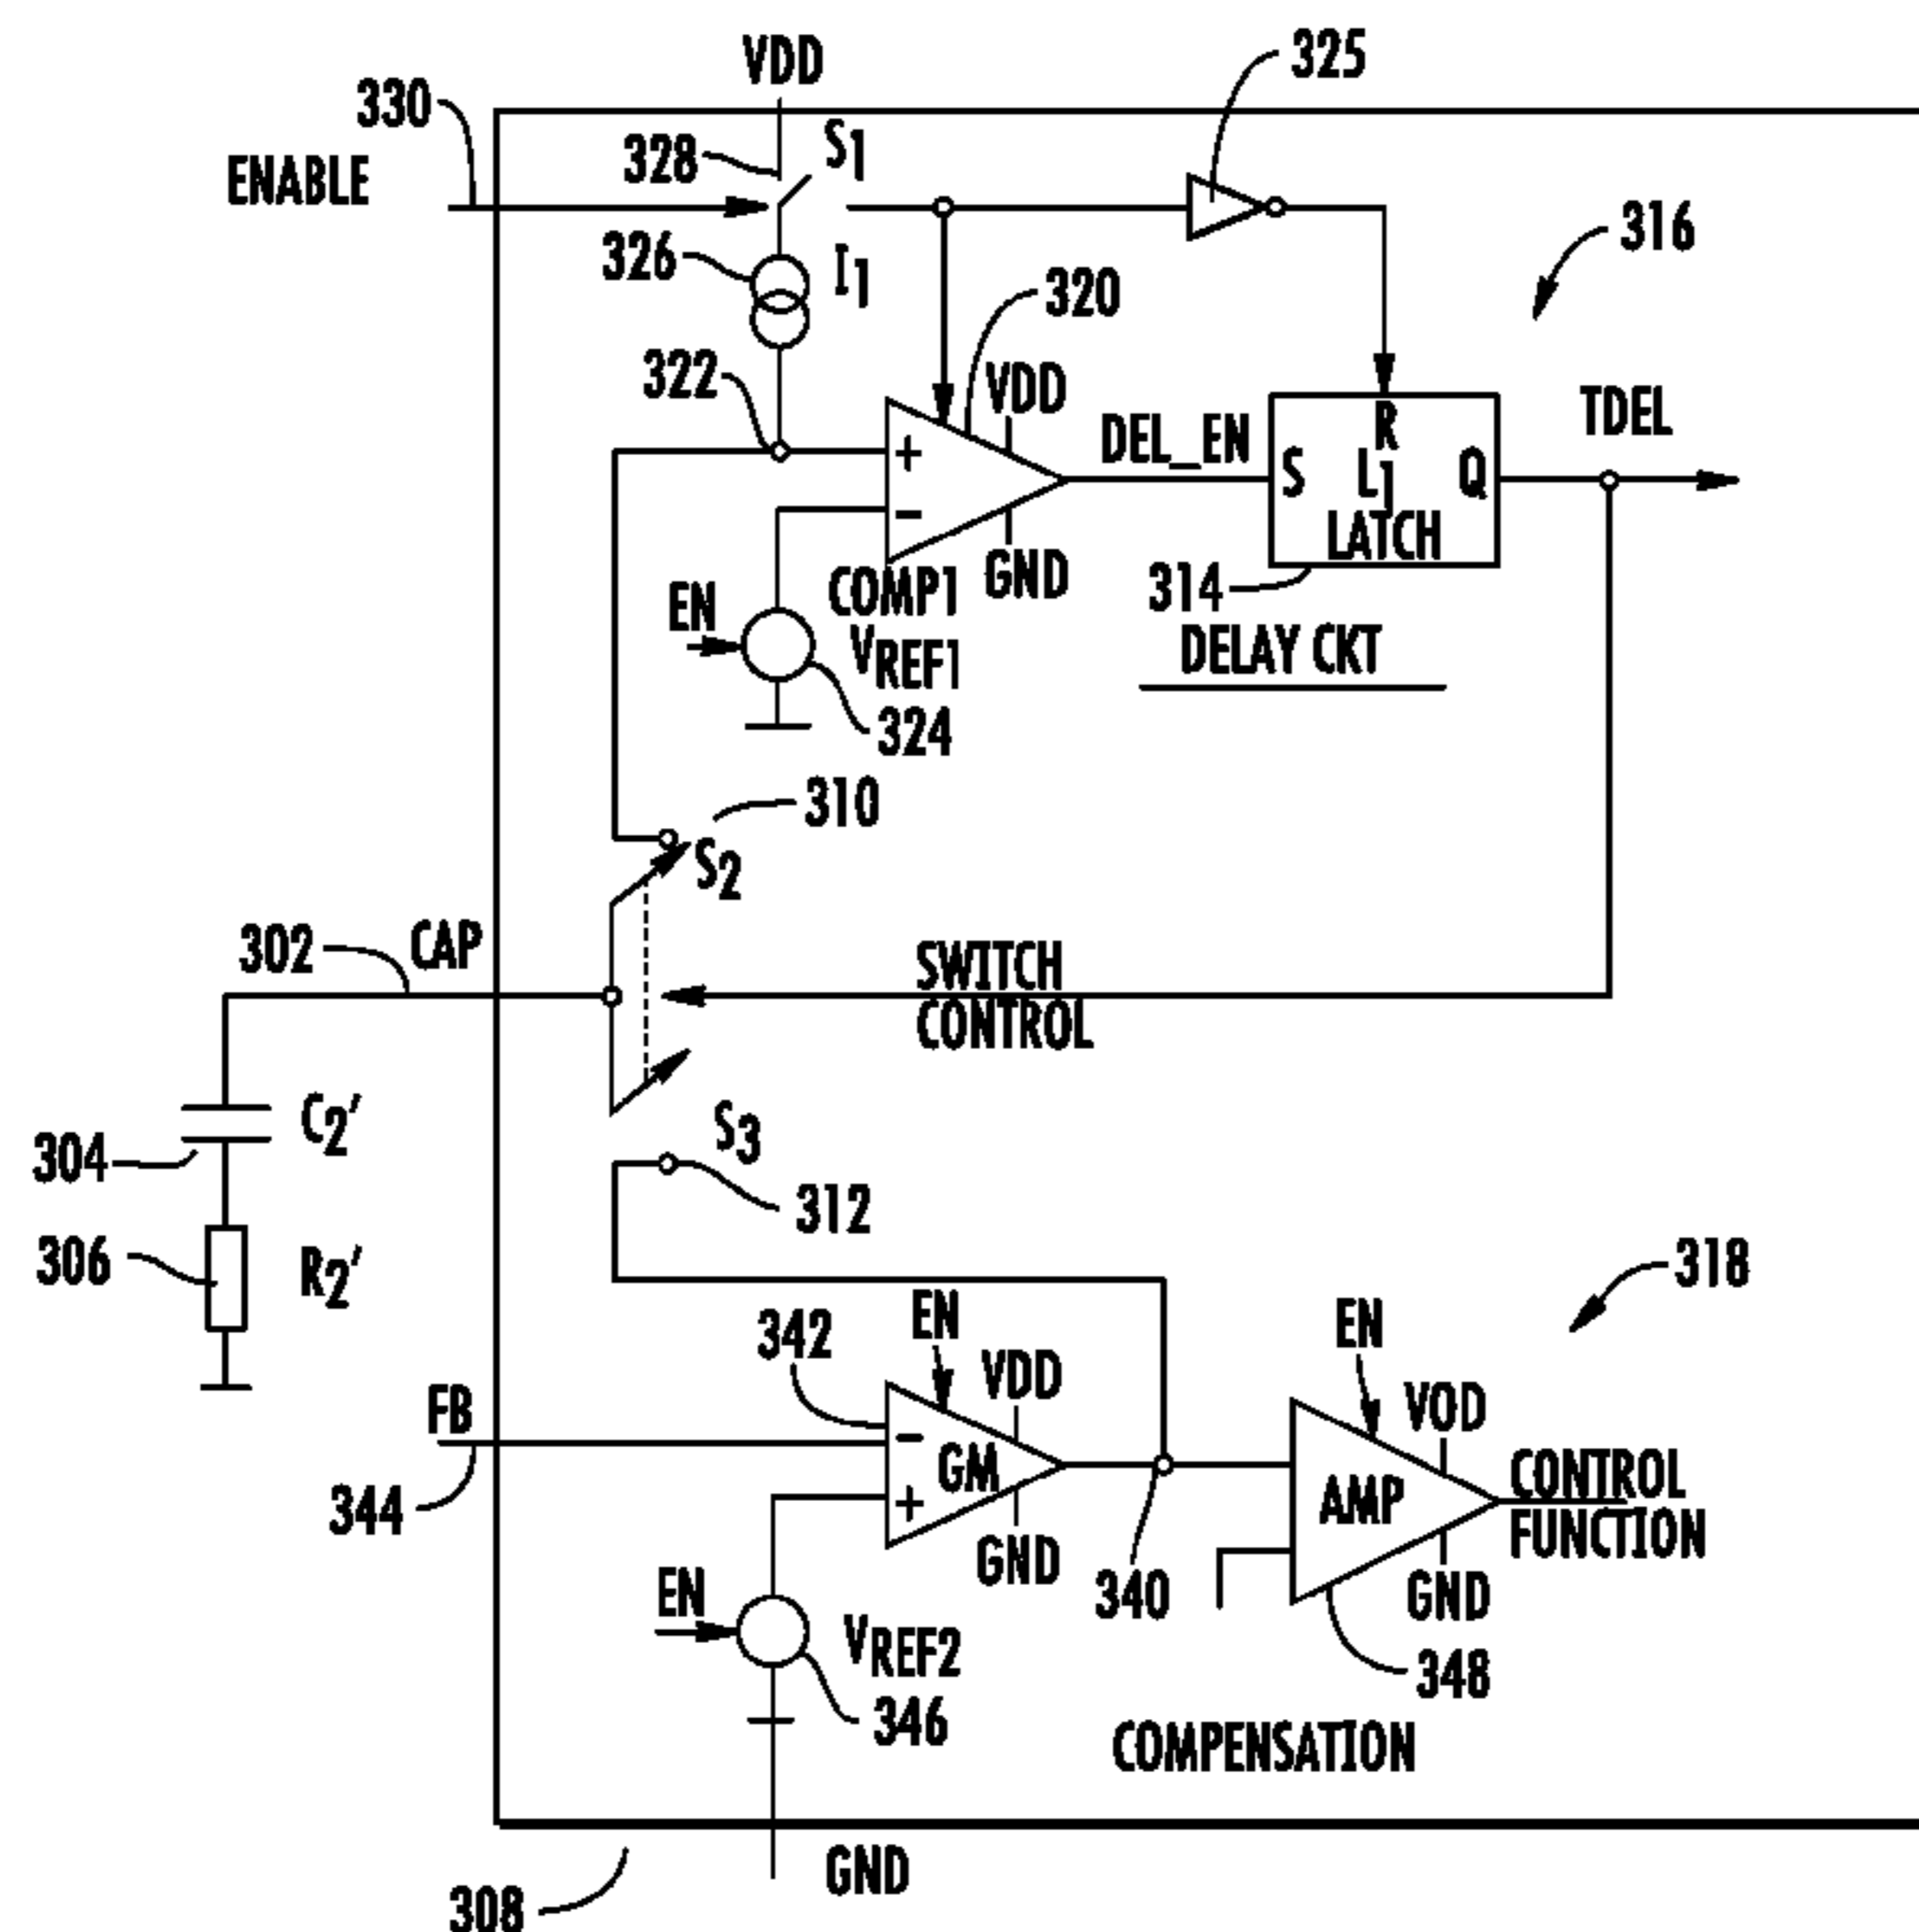 VDD
325
330
S1
328
ENABLE
316
326
I1
320
322
VDD
TDEL
DEL_EN
R
+
S
L1
Q
LATCH
-
GND
COMP1
314
EN
VREF1
DELAY CKT
324
310
S2
302
CAP
SWITCH
CONTROL
C2'
S3
304
312
306
R2'
318
EN
342
EN
VDD
FB
VOD
-
GM
CONTROL
344
+
AMP
FUNCTION
GND
340
EN
GND
VREF2
348
346
COMPENSATION
GND
308